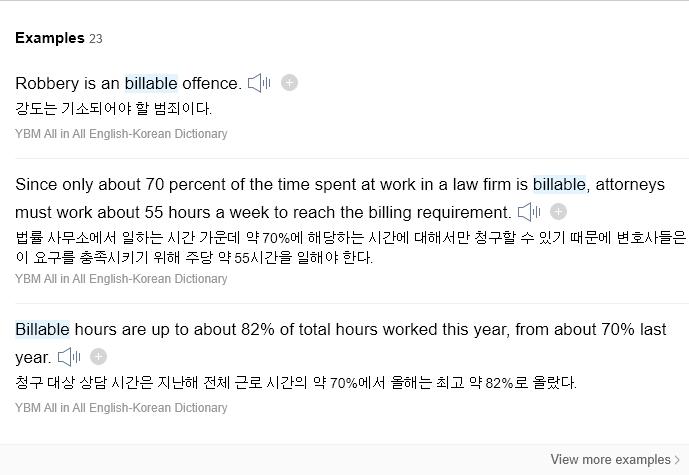 Examples 23
Robbery is an billable offence.
강도는 기소되어야 할 범죄이다.
YBM All in All English-Korean Dictionary
Since only about 70 percent of the time spent at work in a law firm is billable, attorneys
must work about 55 hours a week to reach the billing requirement.
법률 사무소에서 일하는 시간 가운데 약 70%에 해당하는 시간에 대해서만 청구할 수 있기 때문에 변호사들은
이 요구를 충족시키기 위해 주당 약 55시간을 일해야 한다.
YBM All in All English-Korean Dictionary
Billable hours are up to about 82% of total hours worked this year, from about 70% last
year.
청구 대상 상담 시간은 지난해 전체 근로 시간의 약 70%에서 올해는 최고 약 82%로 올랐다.
YBM All in All English-Korean Dictionary
View more examples